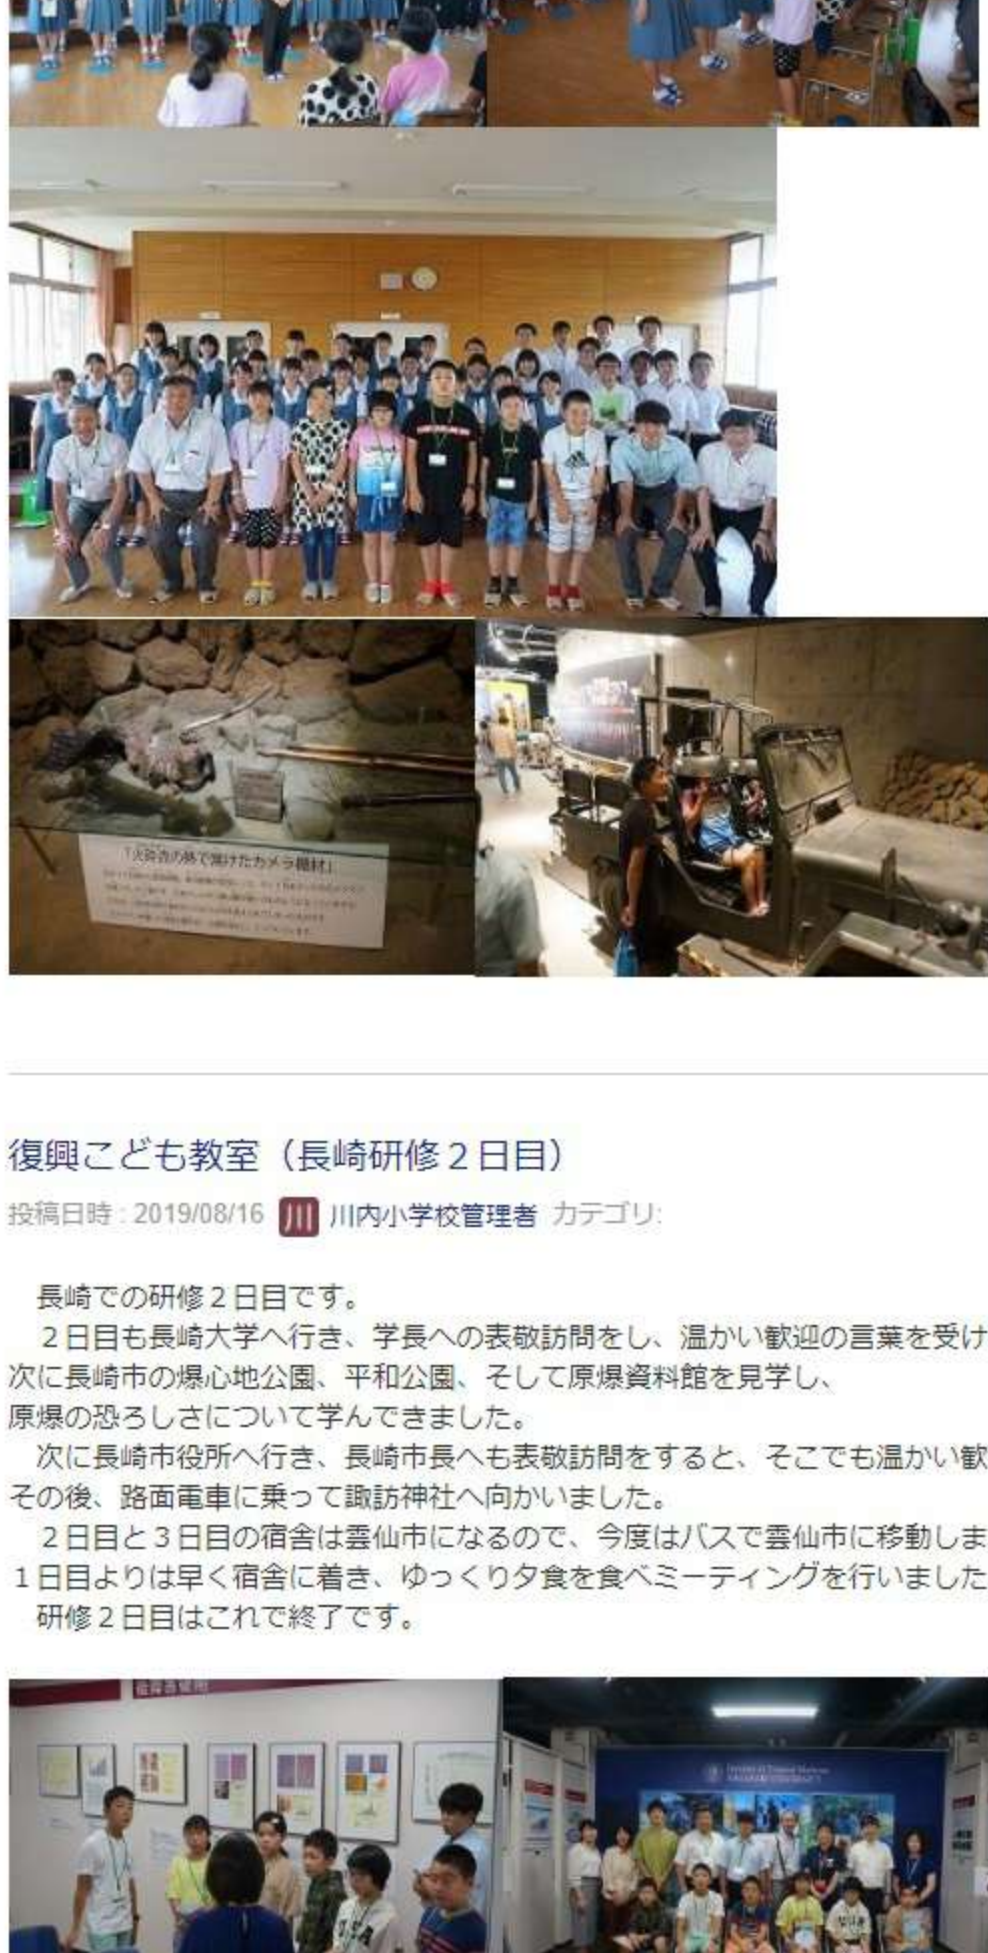 「火砕流の熱で溶けたカメラ機材」
復興こども教室（長崎研修２日目）
投稿日時 : 2019/08/16 川 川内小学校管理者 カテゴリ:
長崎での研修２日目です。
２日目も長崎大学へ行き、学長への表敬訪問をし、温かい歓迎の言葉を受け
次に長崎市の爆心地公園、平和公園、そして原爆資料館を見学し、
原爆の恐ろしさについて学んできました。
次に長崎市役所へ行き、長崎市長へも表敬訪問をすると、そこでも温かい歓
その後、路面電車に乗って諏訪神社へ向かいました。
２日目と３日目の宿舎は雲仙市になるので、今度はバスで雲仙市に移動しま
１日目よりは早く宿舎に着き、ゆっくり夕食を食べミーティングを行いました
研修２日目はこれで終了です。